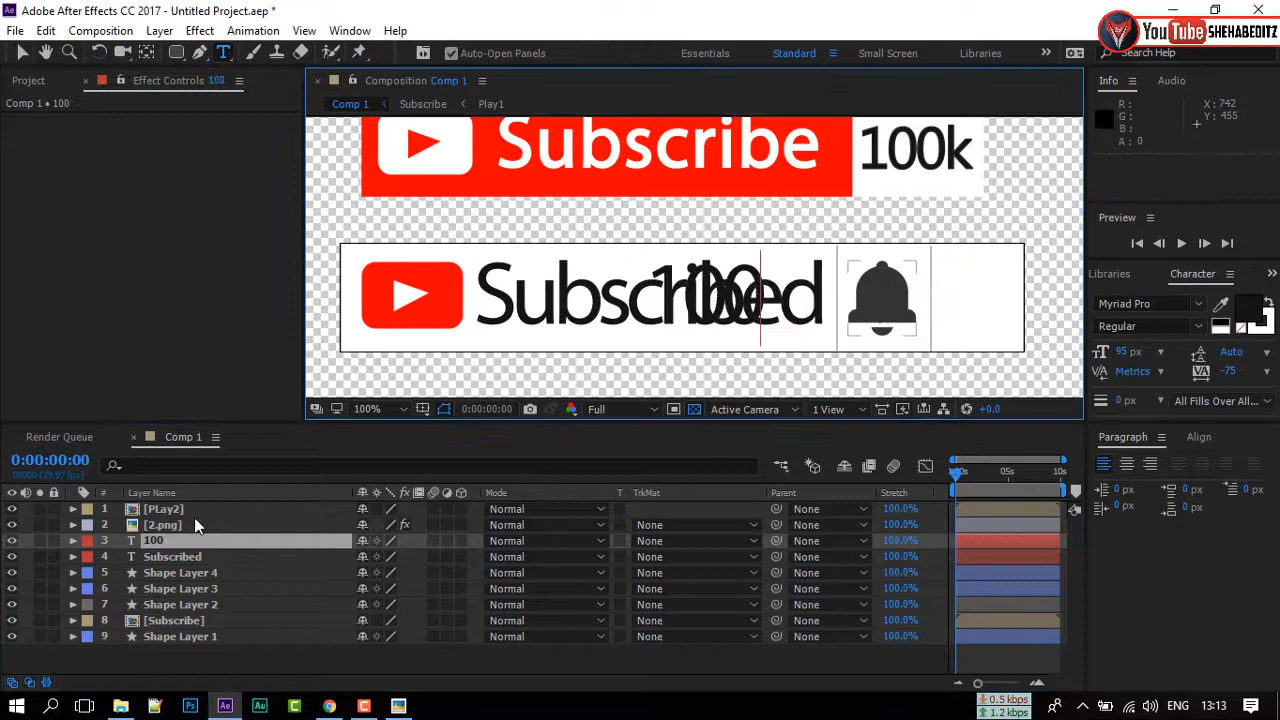 Adobe After Effects CC 2017 - Untitled Project.aep *
File Edit Composition Layer Effect Animation View Window Help
YouTube SHEHABEDITZ
Auto-Open Panels Essentials Standard Small Screen Libraries Search Help
Project Effect Controls 100 Composition Comp 1 Info Audio
Comp 1 • 100 Comp 1 Subscribe Play1
R : X : 742
G : Y : 455
B :
A : 0
Subscribe 100k
Subscribed 100
Preview
Libraries Character
Myriad Pro
Regular
95 px Auto
Metrics -75
0 px All Fills Over All...
100% 0:00:00:00 Full Active Camera 1 View +0.0
Render Queue Comp 1 Paragraph Align
0:00:00:00
00000 (29.97 fps)
0 px 0 px 0 px
0 px 0 px
# Layer Name Mode T TrkMat Parent Stretch
05s 10s
1 [PLay2] Normal None 100.0%
2 [2.png] Normal None None 100.0%
3 100 Normal None None 100.0%
4 Subscribed Normal None None 100.0%
5 Shape Layer 4 Normal None None 100.0%
6 Shape Layer 3 Normal None None 100.0%
7 Shape Layer 2 Normal None None 100.0%
8 [Subscribe] Normal None None 100.0%
9 Shape Layer 1 Normal None None 100.0%
0.5 kbps
1.2 kbps
ENG 13:13